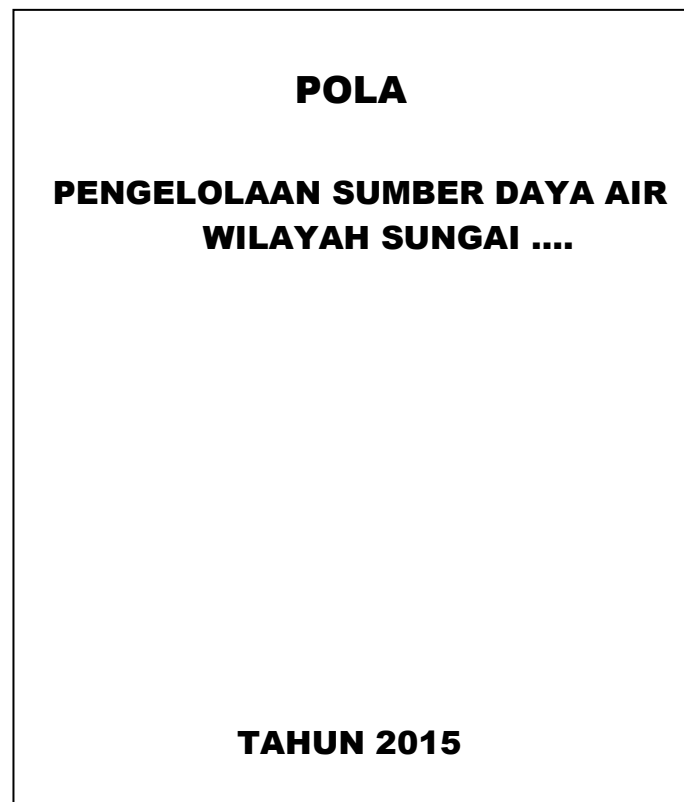 POLA
PENGELOLAAN SUMBER DAYA AIR
WILAYAH SUNGAI ....
TAHUN 2015